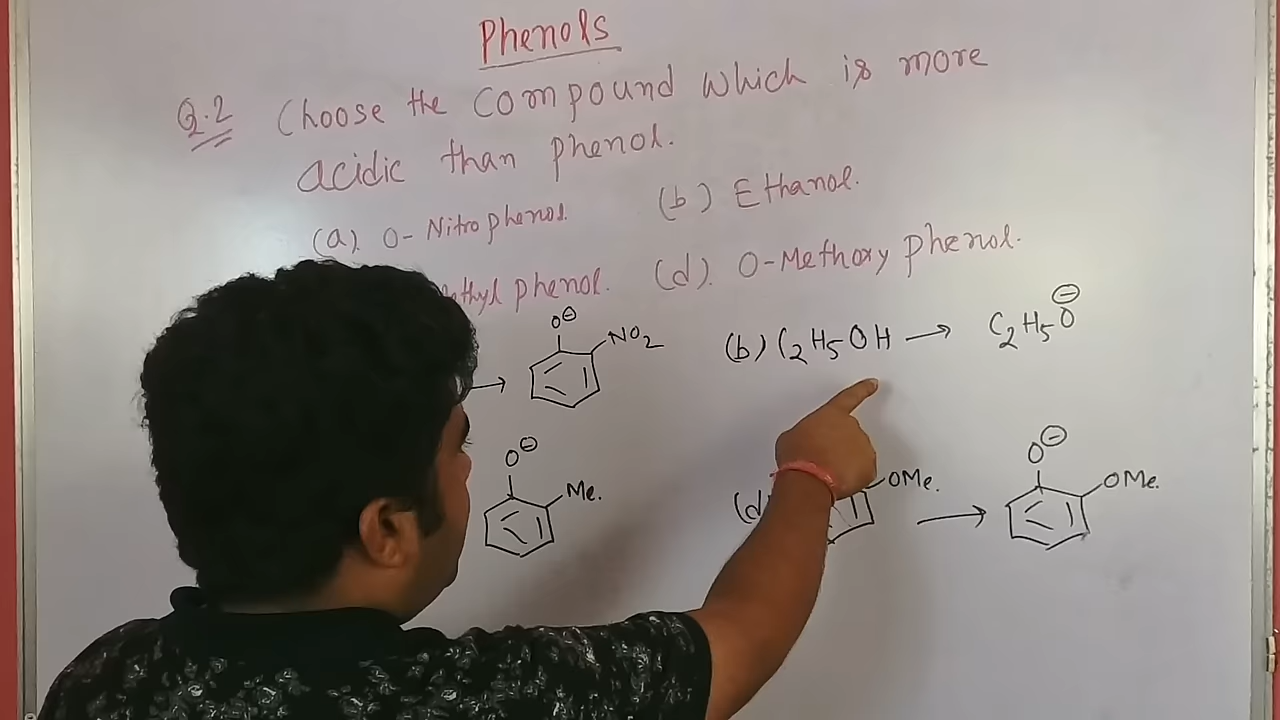 Phenols
Q.2 Choose the compound which is more
acidic than phenol.
(a). O-Nitrophenol. (b) Ethanol.
phenol. (d). O-Methoxy phenol.
O⊖ NO2 (b) C2H5OH → C2H5O⊖
O⊖ Me.
(d) OMe. → O⊖ OMe.